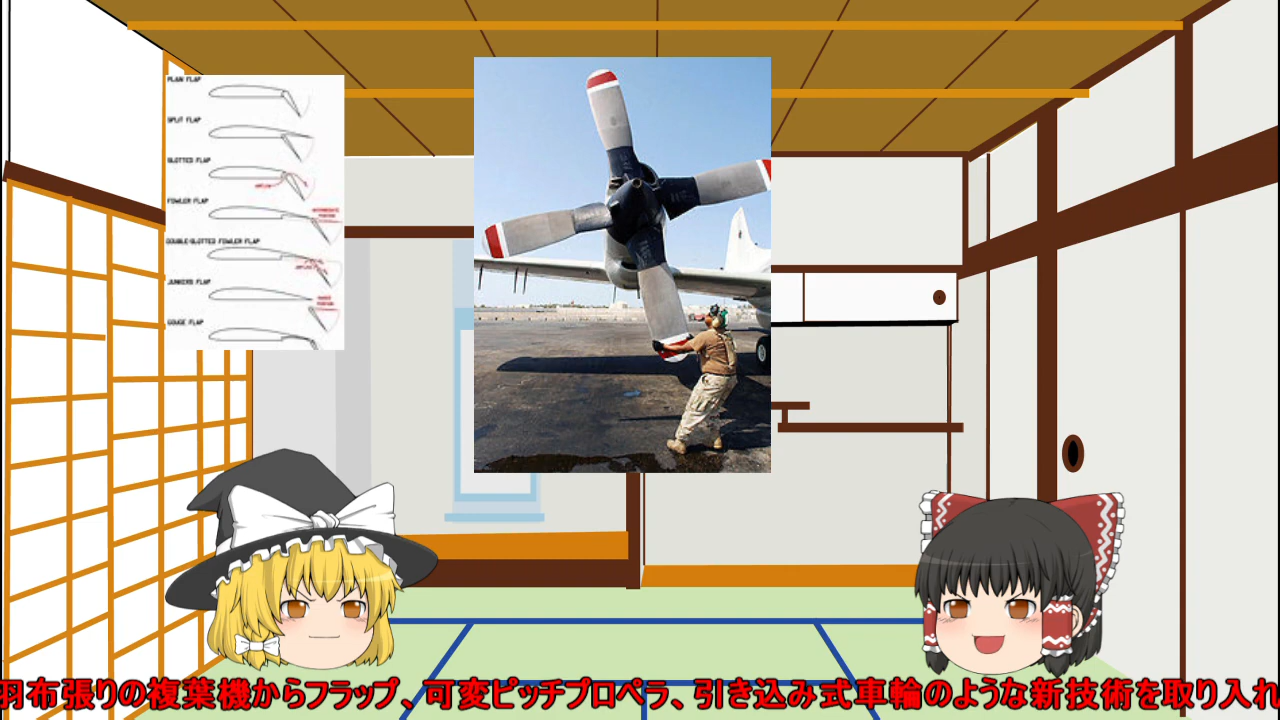 PLAIN FLAP
SPLIT FLAP
SLOTTED FLAP
FOWLER FLAP
DOUBLE-SLOTTED FOWLER FLAP
JUNKERS FLAP
GOUGE FLAP
羽布張りの複葉機からフラップ、可変ピッチプロペラ、引き込み式車輪のような新技術を取り入れ